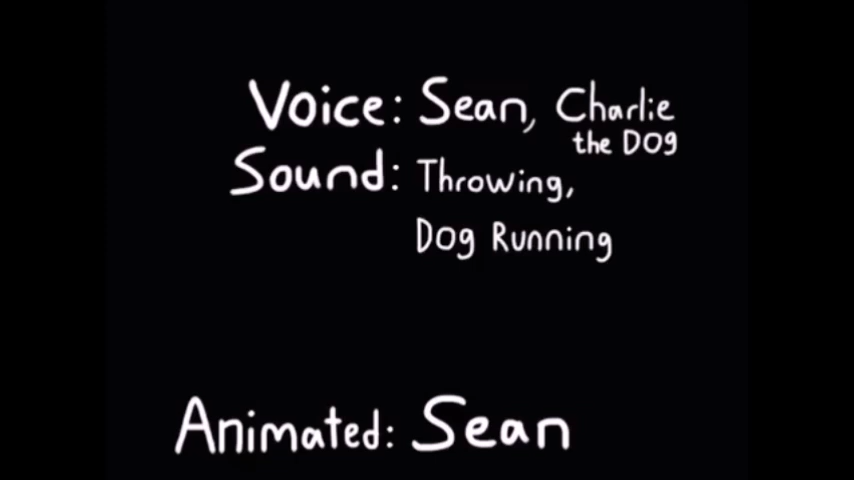 Voice: Sean, Charlie
the DOG
Sound: Throwing,
Dog Running
Animated: Sean